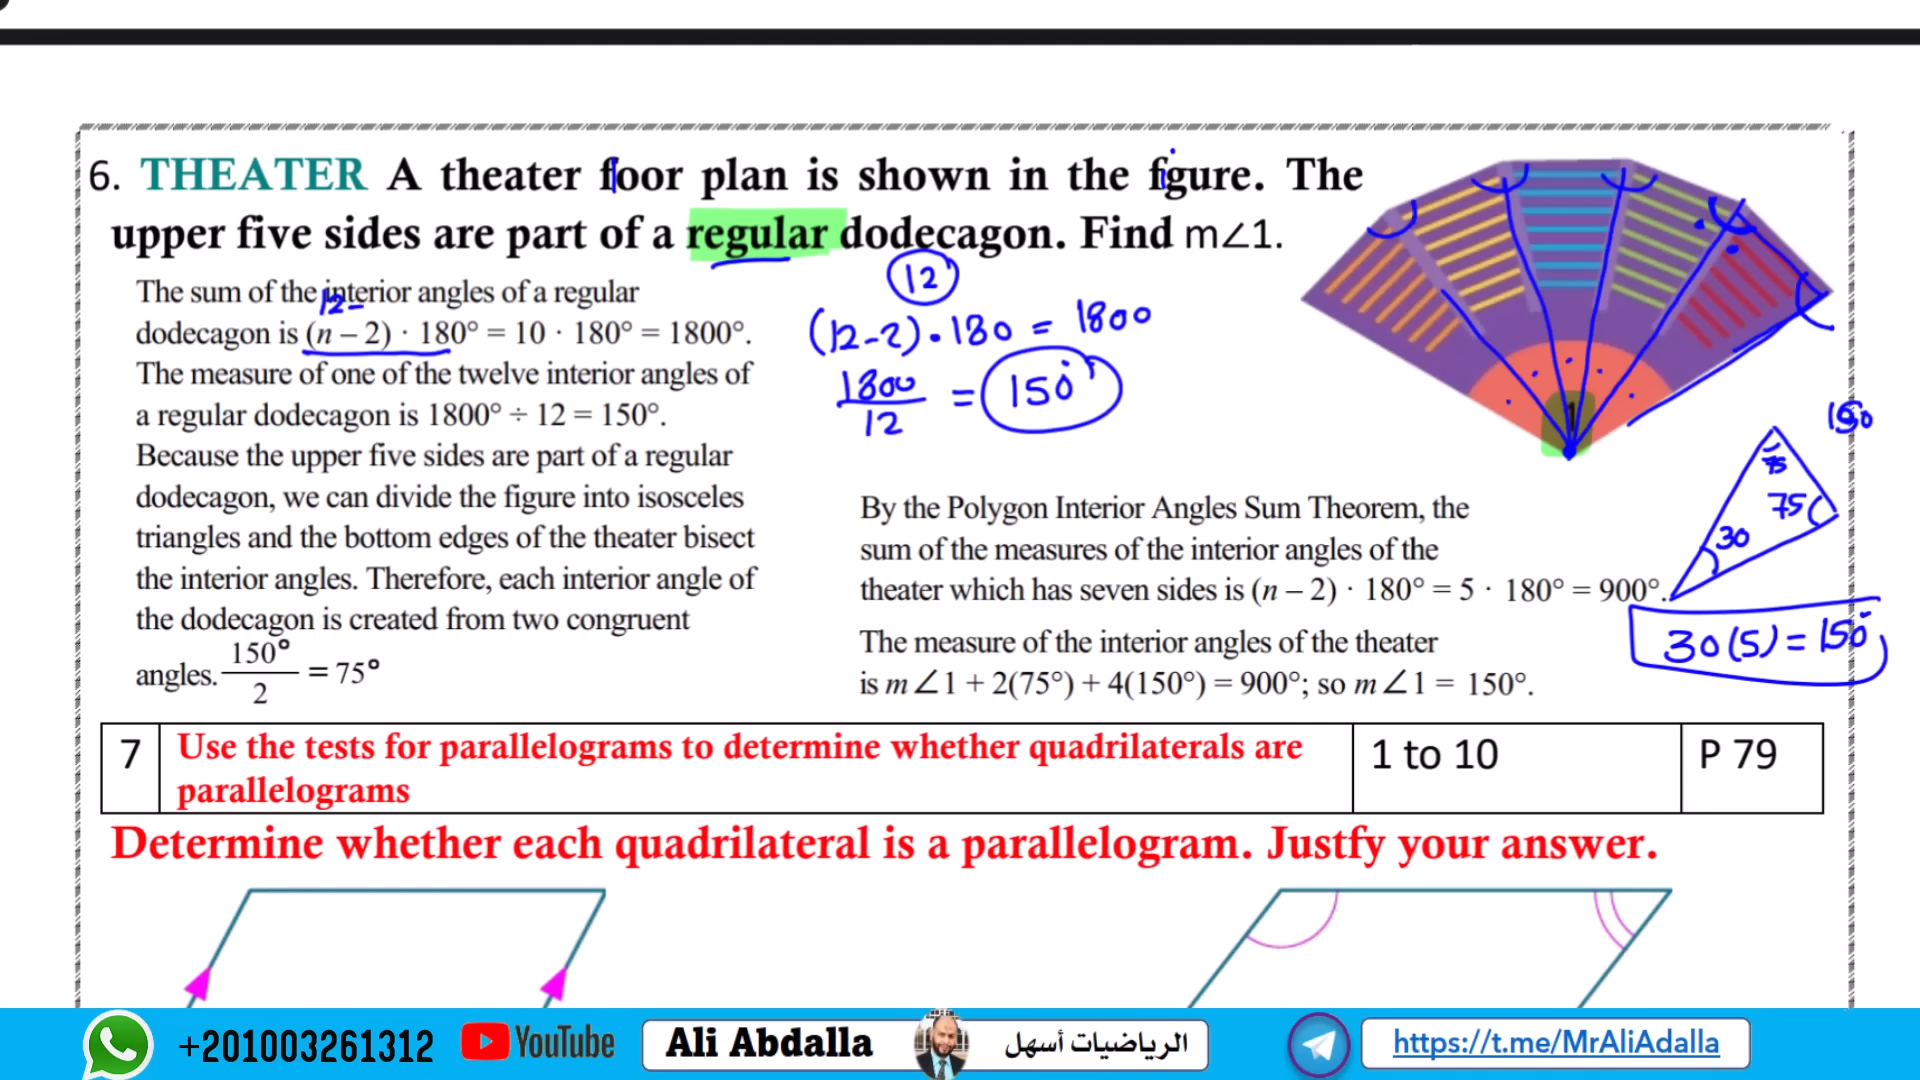 6. THEATER A theater floor plan is shown in the figure. The
upper five sides are part of a regular dodecagon. Find m∠1.
The sum of the interior angles of a regular
dodecagon is (n – 2) · 180° = 10 · 180° = 1800°.
The measure of one of the twelve interior angles of
a regular dodecagon is 1800° ÷ 12 = 150°.
Because the upper five sides are part of a regular
dodecagon, we can divide the figure into isosceles
triangles and the bottom edges of the theater bisect
the interior angles. Therefore, each interior angle of
the dodecagon is created from two congruent
angles. 150°/2 = 75°
12 –
12
(12-2) · 180 = 1800
1800/12 = 150°
1
By the Polygon Interior Angles Sum Theorem, the
sum of the measures of the interior angles of the
theater which has seven sides is (n – 2) · 180° = 5 · 180° = 900°.
The measure of the interior angles of the theater
is m∠1 + 2(75°) + 4(150°) = 900°; so m∠1 = 150°.
75
75
30
30(5) = 150°
7 Use the tests for parallelograms to determine whether quadrilaterals are
parallelograms
1 to 10
P 79
Determine whether each quadrilateral is a parallelogram. Justfy your answer.
+201003261312
YouTube
Ali Abdalla
الرياضيات أسهل
https://t.me/MrAliAdalla